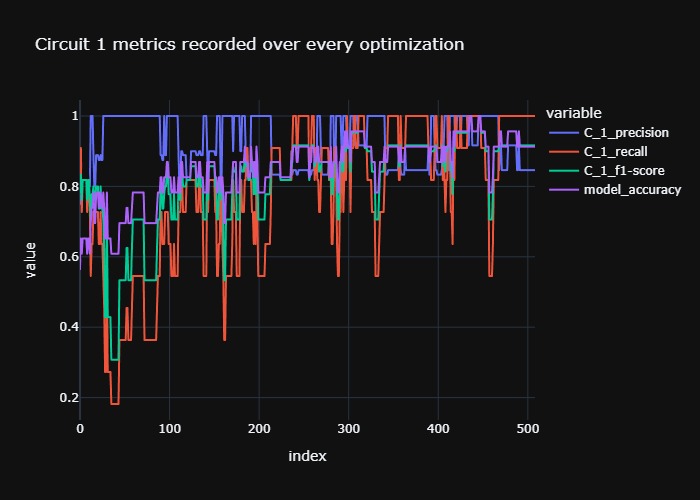 Circuit 1 metrics recorded over every optimization
variable
C_1_precision
C_1_recall
C_1_f1-score
model_accuracy
value
1
0.8
0.6
0.4
0.2
0 100 200 300 400 500
index